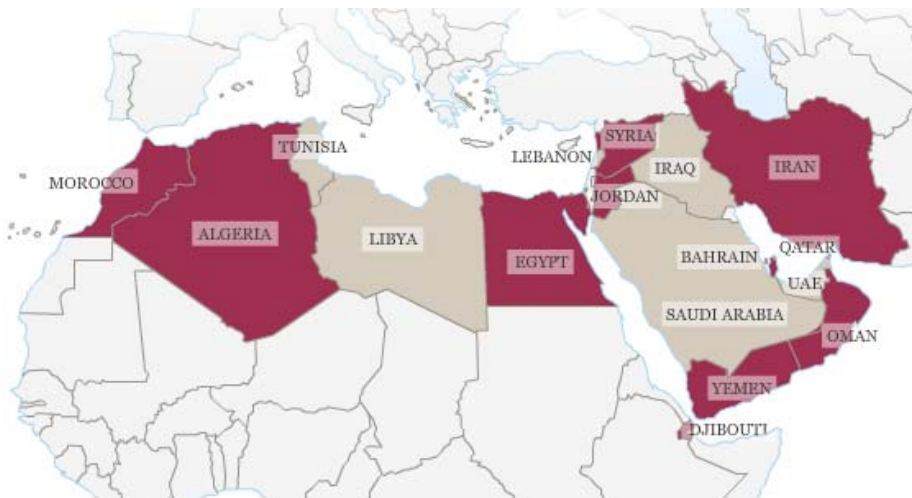 TUNISIA
SYRIA
LEBANON
IRAQ
IRAN
MOROCCO
JORDAN
ALGERIA
LIBYA
EGYPT
BAHRAIN
QATAR
UAE
SAUDI ARABIA
OMAN
YEMEN
DJIBOUTI